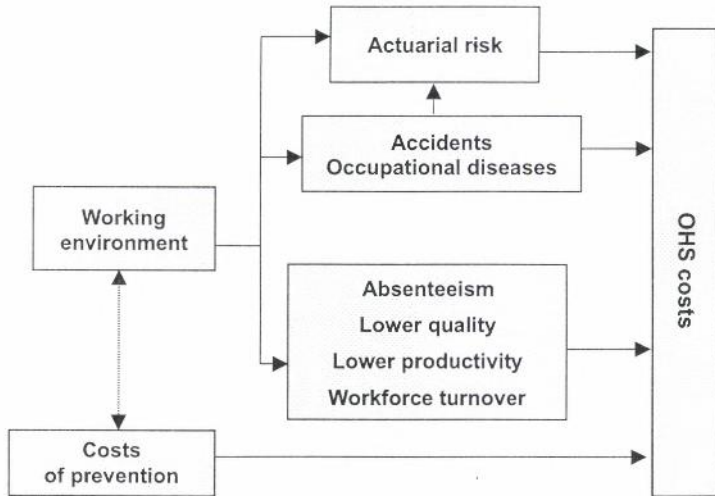 Actuarial risk
Accidents
Occupational diseases
Working
environment
Absenteeism
Lower quality
Lower productivity
Workforce turnover
Costs
of prevention
OHS costs